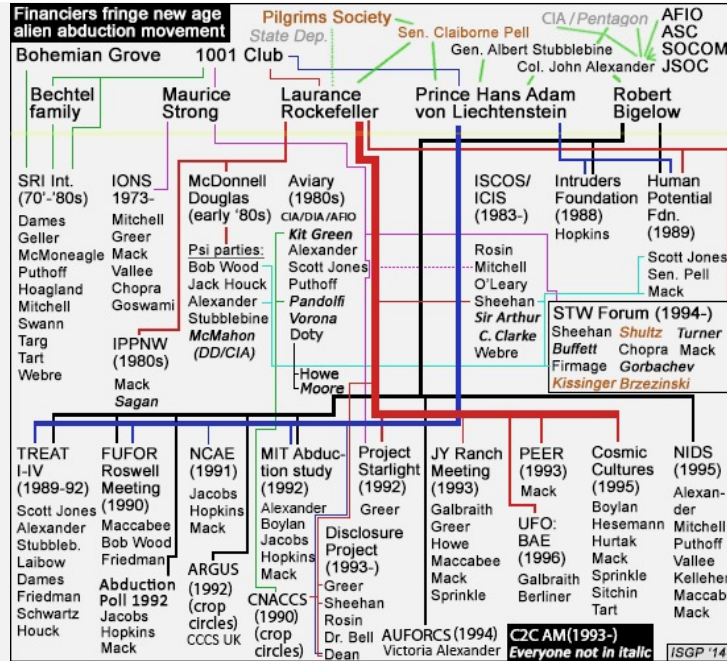 Financiers fringe new age
alien abduction movement
Pilgrims Society
State Dep.
Sen. Claiborne Pell
CIA / Pentagon
AFIO
ASC
SOCOM
JSOC
Gen. Albert Stubblebine
Col. John Alexander
Bohemian Grove
1001 Club
Bechtel
family
Maurice
Strong
Laurance
Rockefeller
Prince Hans Adam
von Liechtenstein
Robert
Bigelow
SRI Int.
(70'-'80s)
Dames
Geller
McMoneagle
Puthoff
Hoagland
Mitchell
Swann
Targ
Tart
Webre
IONS
1973-
Mitchell
Greer
Mack
Vallee
Chopra
Goswami
IPPNW
(1980s)
Mack
Sagan
McDonnell
Douglas
(early '80s)
Psi parties:
Bob Wood
Jack Houck
Alexander
Stubblebine
McMahon
(DD/CIA)
Aviary
(1980s)
CIA/DIA/AFIO
Kit Green
Alexander
Scott Jones
Puthoff
Pandolfi
Vorona
Doty
Howe
Moore
ISCOS/
ICIS
(1983-)
Rosin
Mitchell
O'Leary
Sheehan
Sir Arthur
C. Clarke
Webre
Intruders
Foundation
(1988)
Hopkins
Human
Potential
Fdn.
(1989)
Scott Jones
Sen. Pell
Mack
STW Forum (1994-)
Sheehan Shultz Turner
Buffett Chopra Mack
Firmage Gorbachev
Kissinger Brzezinski
TREAT
I-IV
(1989-92)
Scott Jones
Alexander
Stubbleb.
Laibow
Dames
Friedman
Schwartz
Houck
FUFOR
Roswell
Meeting
(1990)
Maccabee
Bob Wood
Friedman
Abduction
Poll 1992
Jacobs
Hopkins
Mack
NCAE
(1991)
Jacobs
Hopkins
Mack
ARGUS
(1992)
(crop
circles)
CCCS UK
MIT Abduc-
tion study
(1992)
Alexander
Boylan
Jacobs
Hopkins
Mack
CNACCS
(1990)
(crop
circles)
Project
Starlight
(1992)
Greer
Disclosure
Project
(1993-)
Greer
Sheehan
Rosin
Dr. Bell
Dean
JY Ranch
Meeting
(1993)
Galbraith
Greer
Howe
Maccabee
Mack
Sprinkle
AUFORCS (1994)
Victoria Alexander
PEER
(1993)
Mack
UFO:
BAE
(1996)
Galbraith
Berliner
Cosmic
Cultures
(1995)
Boylan
Hesemann
Hurtak
Mack
Sprinkle
Sitchin
Tart
NIDS
(1995)
Alexan-
der
Mitchell
Puthoff
Vallee
Kelleher
Maccab.
Mack
C2C AM(1993-)
Everyone not in italic
ISGP '14